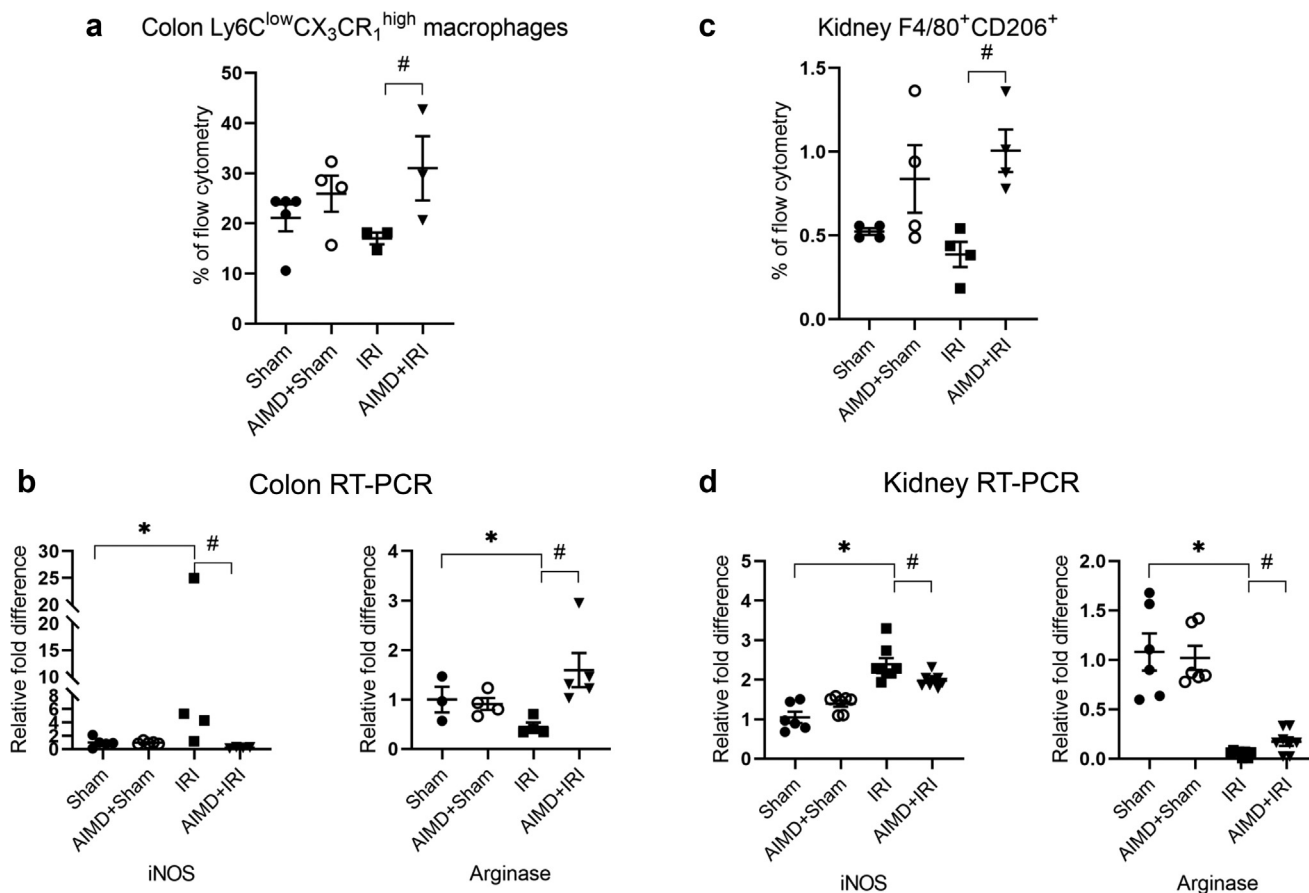 a Colon Ly6C^low CX₃CR₁^high macrophages
% of flow cytometry
50
40
30
20
10
0
#
Sham
AIMD+Sham
IRI
AIMD+IRI
c Kidney F4/80⁺CD206⁺
% of flow cytometry
1.5
1.0
0.5
0.0
#
Sham
AIMD+Sham
IRI
AIMD+IRI
b Colon RT-PCR
Relative fold difference
30
25
20
20
10
8
6
4
2
0
*
#
Sham
AIMD+Sham
IRI
AIMD+IRI
iNOS
Relative fold difference
4
3
2
1
0
*
#
Sham
AIMD+Sham
IRI
AIMD+IRI
Arginase
d Kidney RT-PCR
Relative fold difference
5
4
3
2
1
0
*
#
Sham
AIMD+Sham
IRI
AIMD+IRI
iNOS
Relative fold difference
2.0
1.5
1.0
0.5
0.0
*
#
Sham
AIMD+Sham
IRI
AIMD+IRI
Arginase